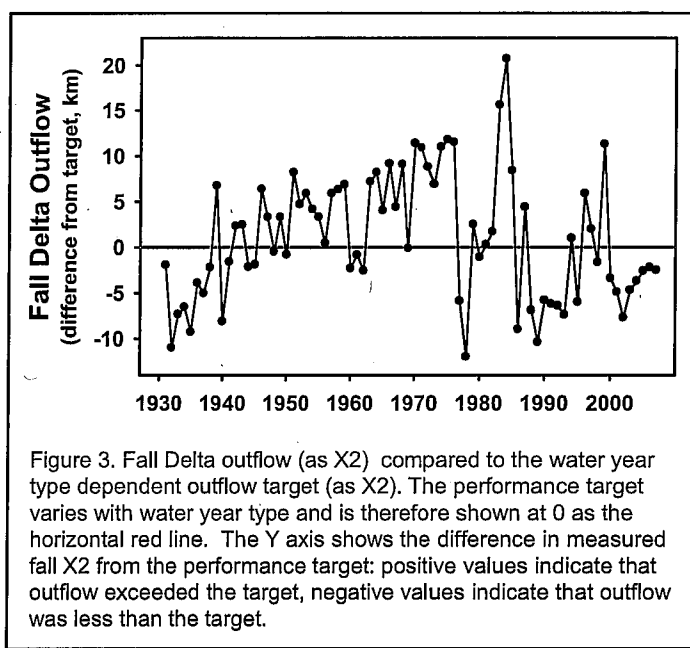 20
15
10
5
0
-5
-10
Fall Delta Outflow
(difference from target, km)
1930 1940 1950 1960 1970 1980 1990 2000
Figure 3. Fall Delta outflow (as X2) compared to the water year
type dependent outflow target (as X2). The performance target
varies with water year type and is therefore shown at 0 as the
horizontal red line. The Y axis shows the difference in measured
fall X2 from the performance target: positive values indicate that
outflow exceeded the target, negative values indicate that outflow
was less than the target.